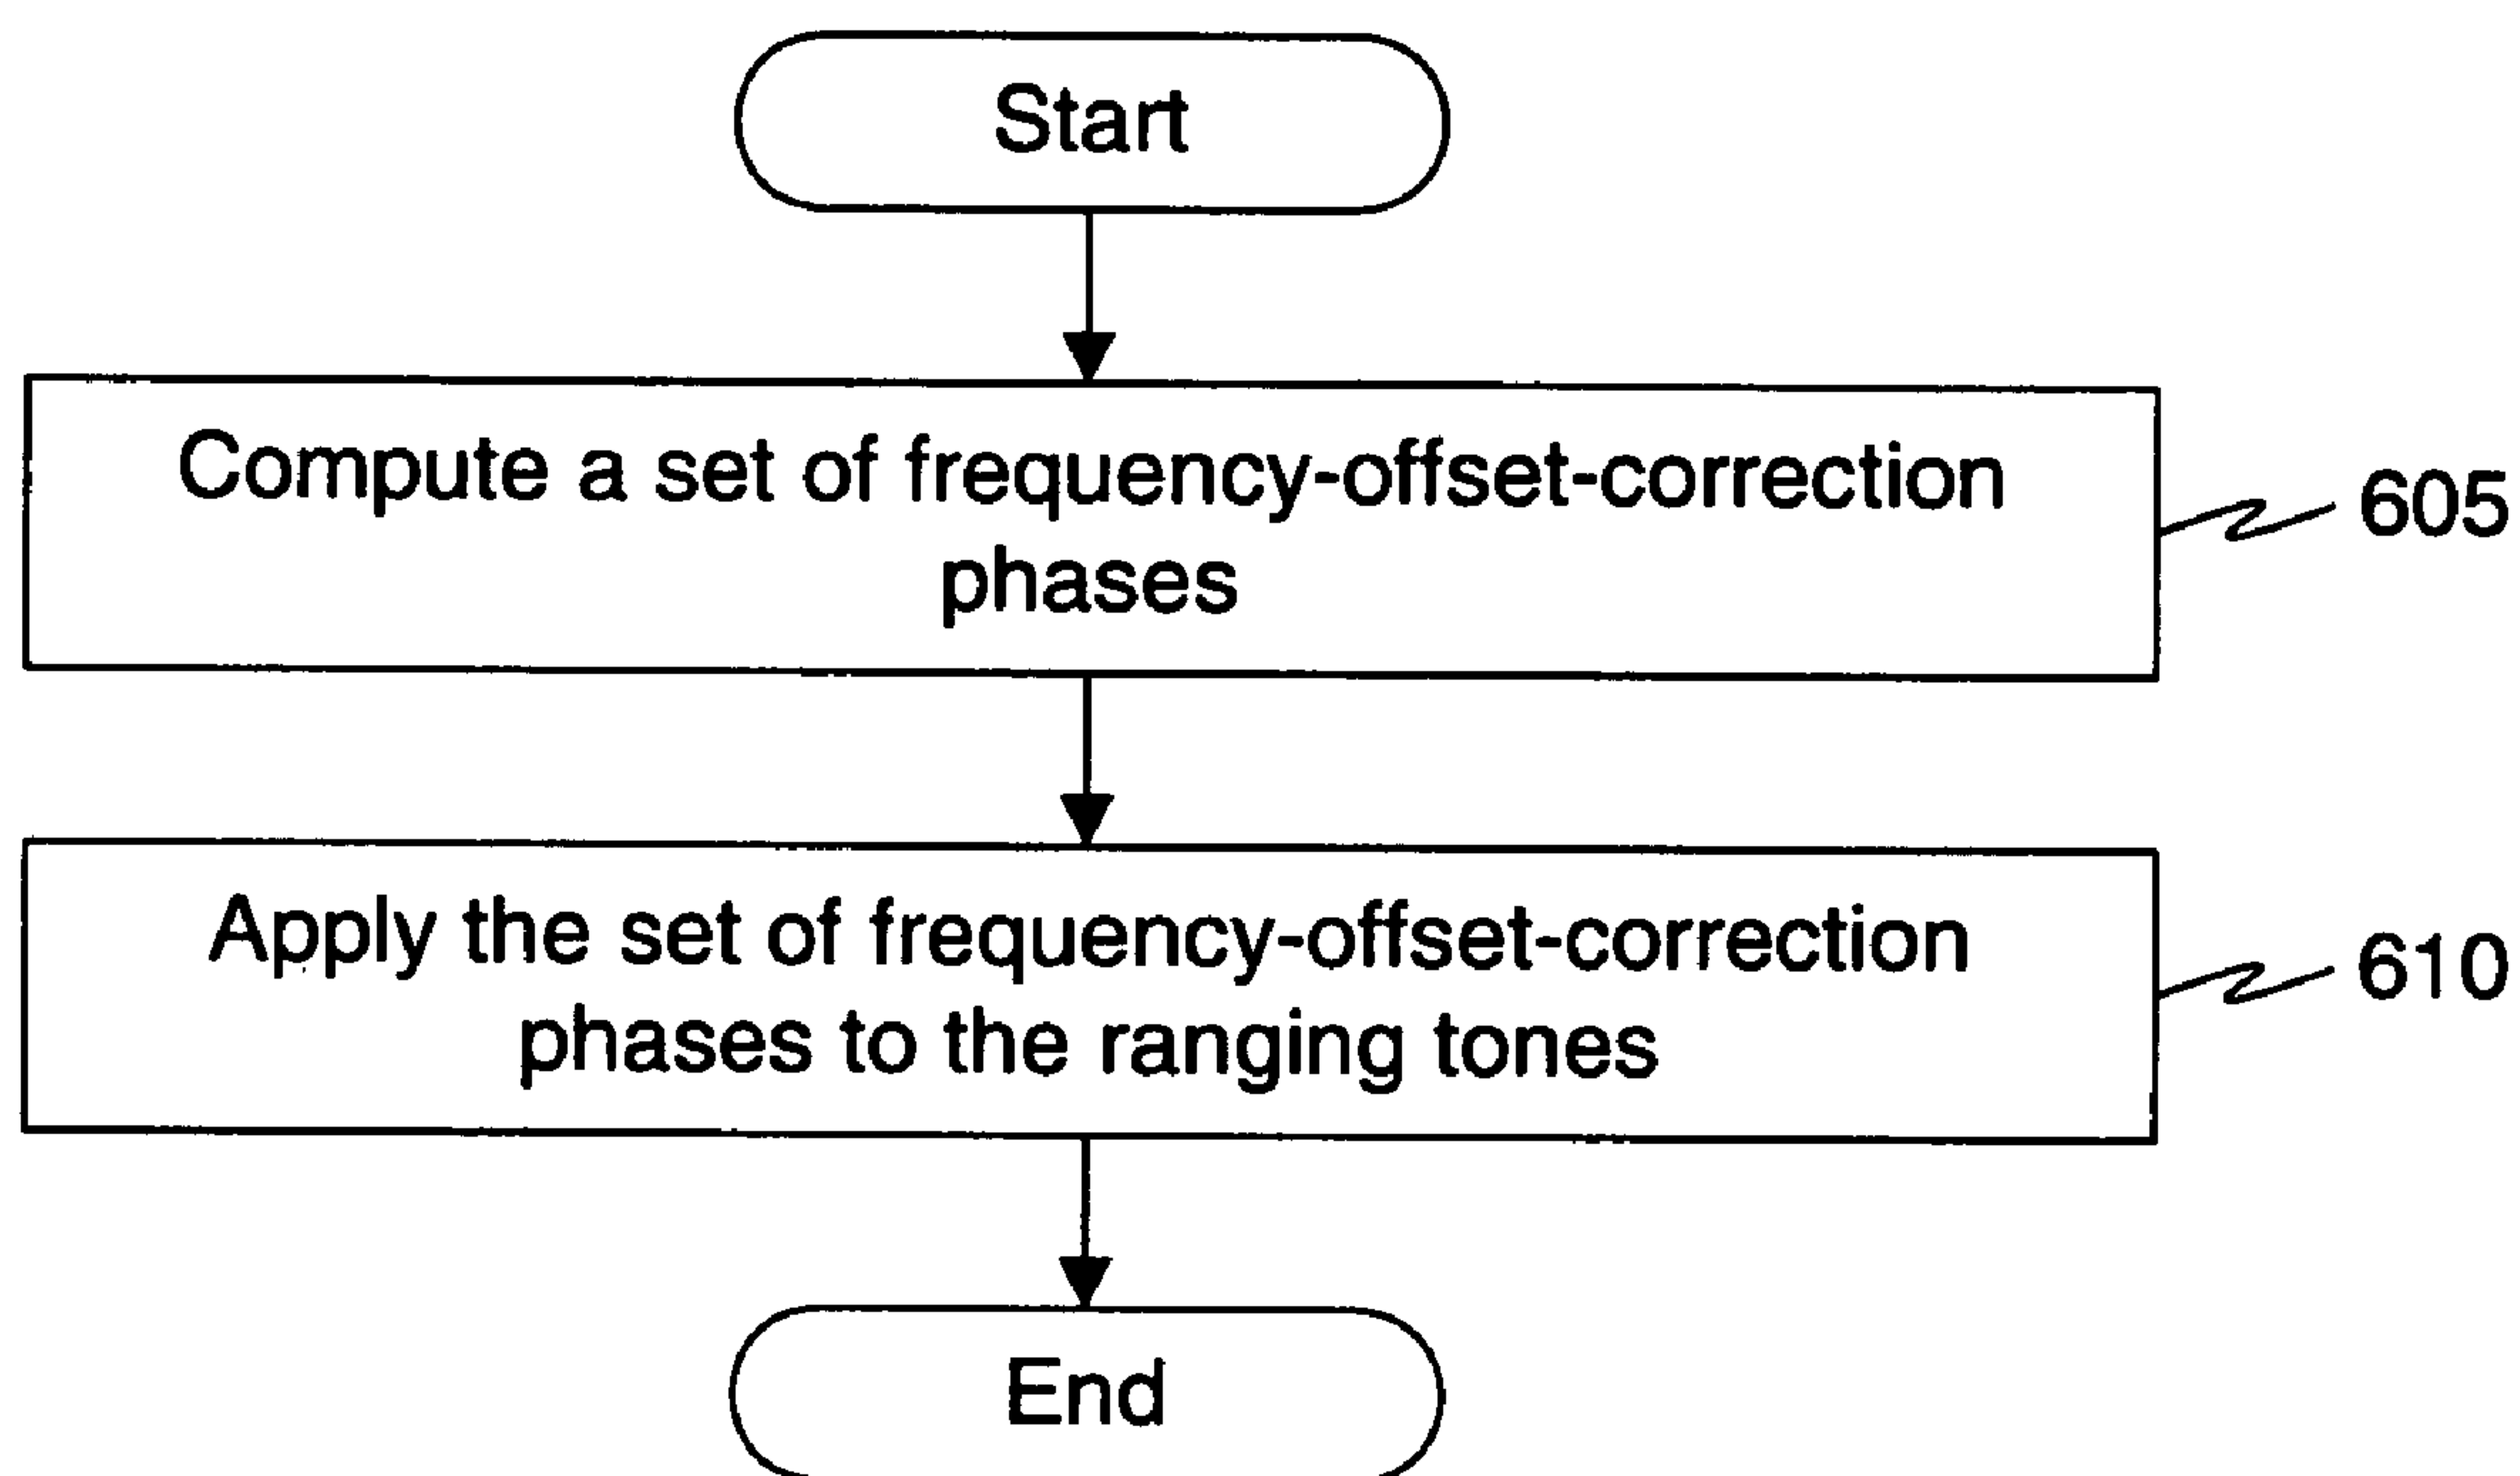 Start
Compute a set of frequency-offset-correction
phases
605
Apply the set of frequency-offset-correction
phases to the ranging tones
610
End